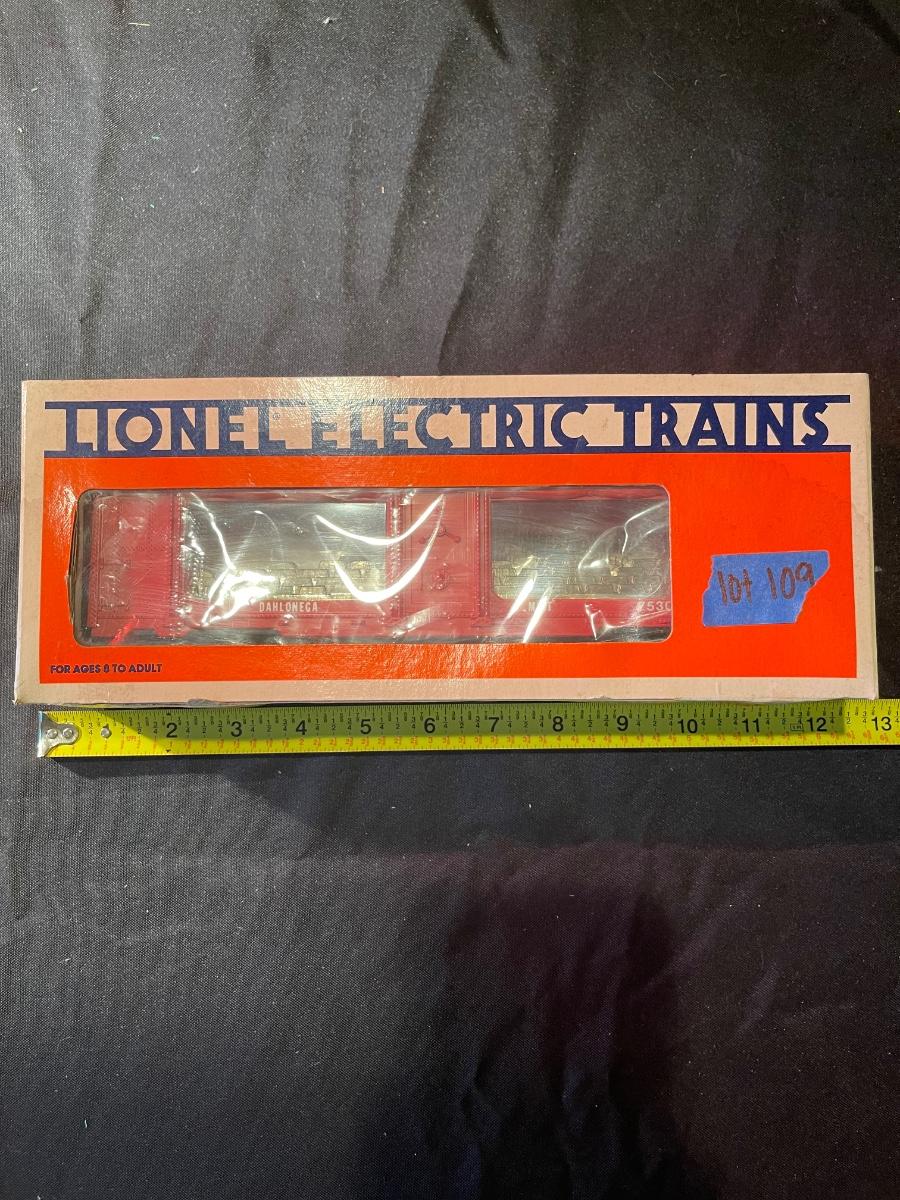 LIONEL ELECTRIC TRAINS
DAHLONEGA
lot 109
FOR AGES 8 TO ADULT
2 3 4 5 6 7 8 9 10 11 12 13